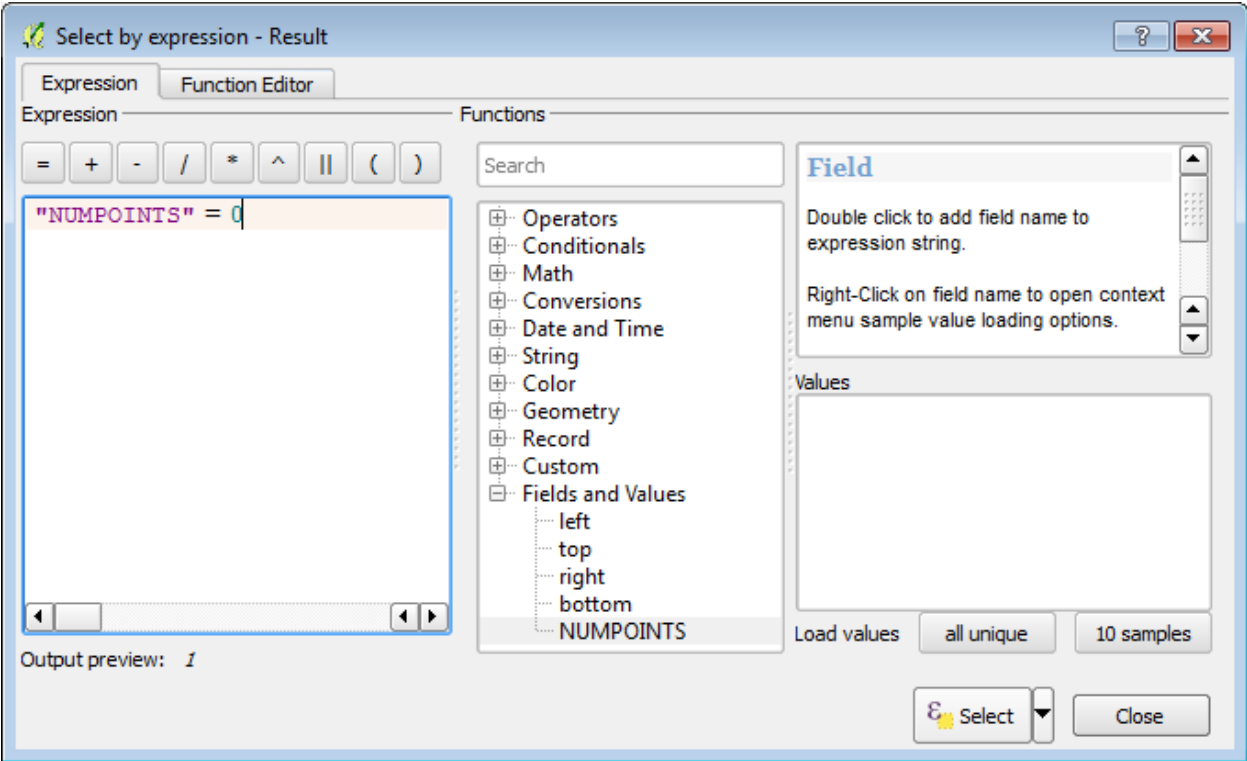 Select by expression - Result
?
Expression
Function Editor
Expression
Functions
= + - / * ^ || ( )
"NUMPOINTS" = 0
Output preview: 1
Search
Operators
Conditionals
Math
Conversions
Date and Time
String
Color
Geometry
Record
Custom
Fields and Values
left
top
right
bottom
NUMPOINTS
Field
Double click to add field name to
expression string.
Right-Click on field name to open context
menu sample value loading options.
Values
Load values
all unique
10 samples
ε Select
Close